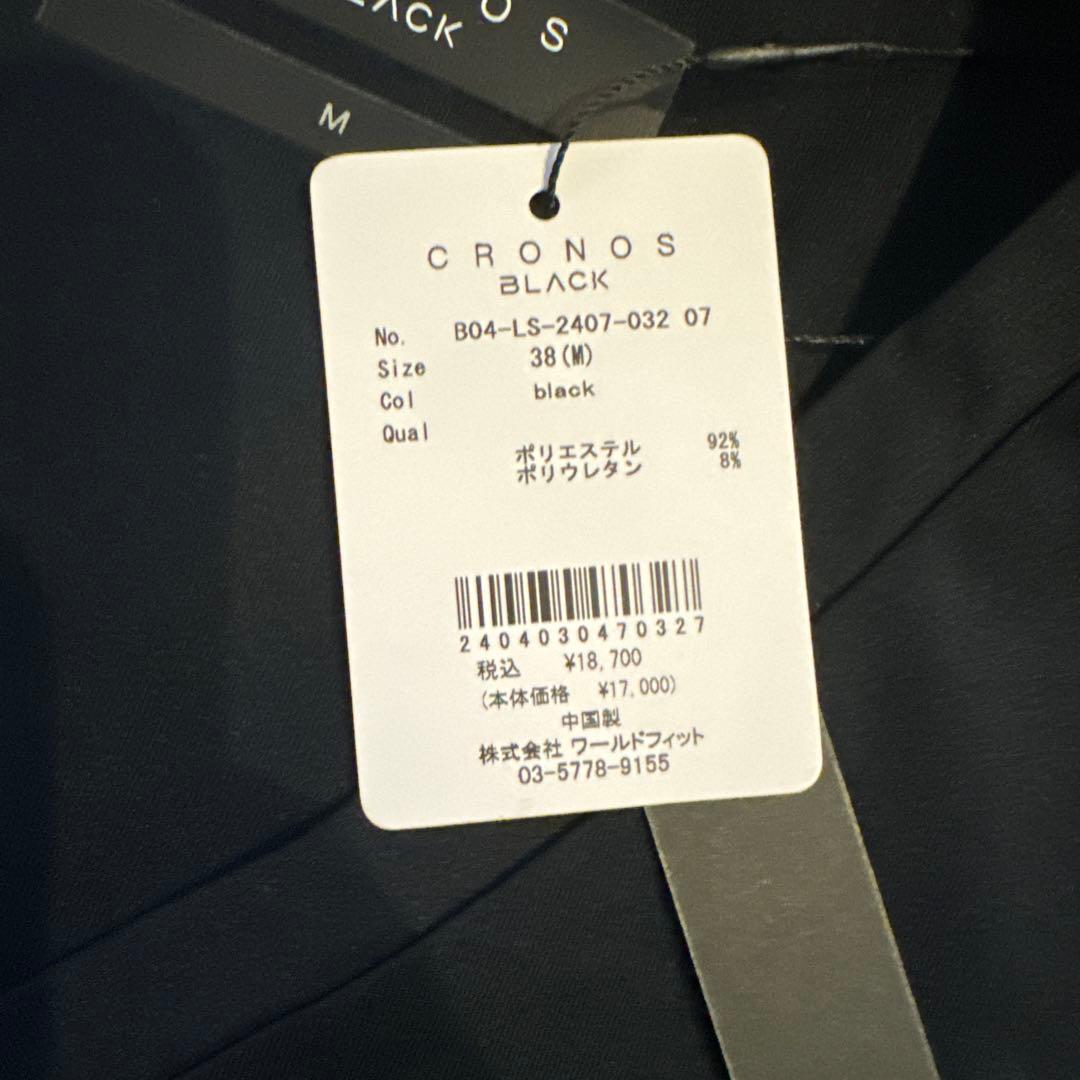 O S
LACK
M
CRONOS
BLACK
No. B04-LS-2407-032 07
Size 38(M)
Col black
Qual
ポリエステル 92%
ポリウレタン 8%
2404030470327
税込 ¥18,700
(本体価格 ¥17,000)
中国製
株式会社 ワールドフィット
03-5778-9155